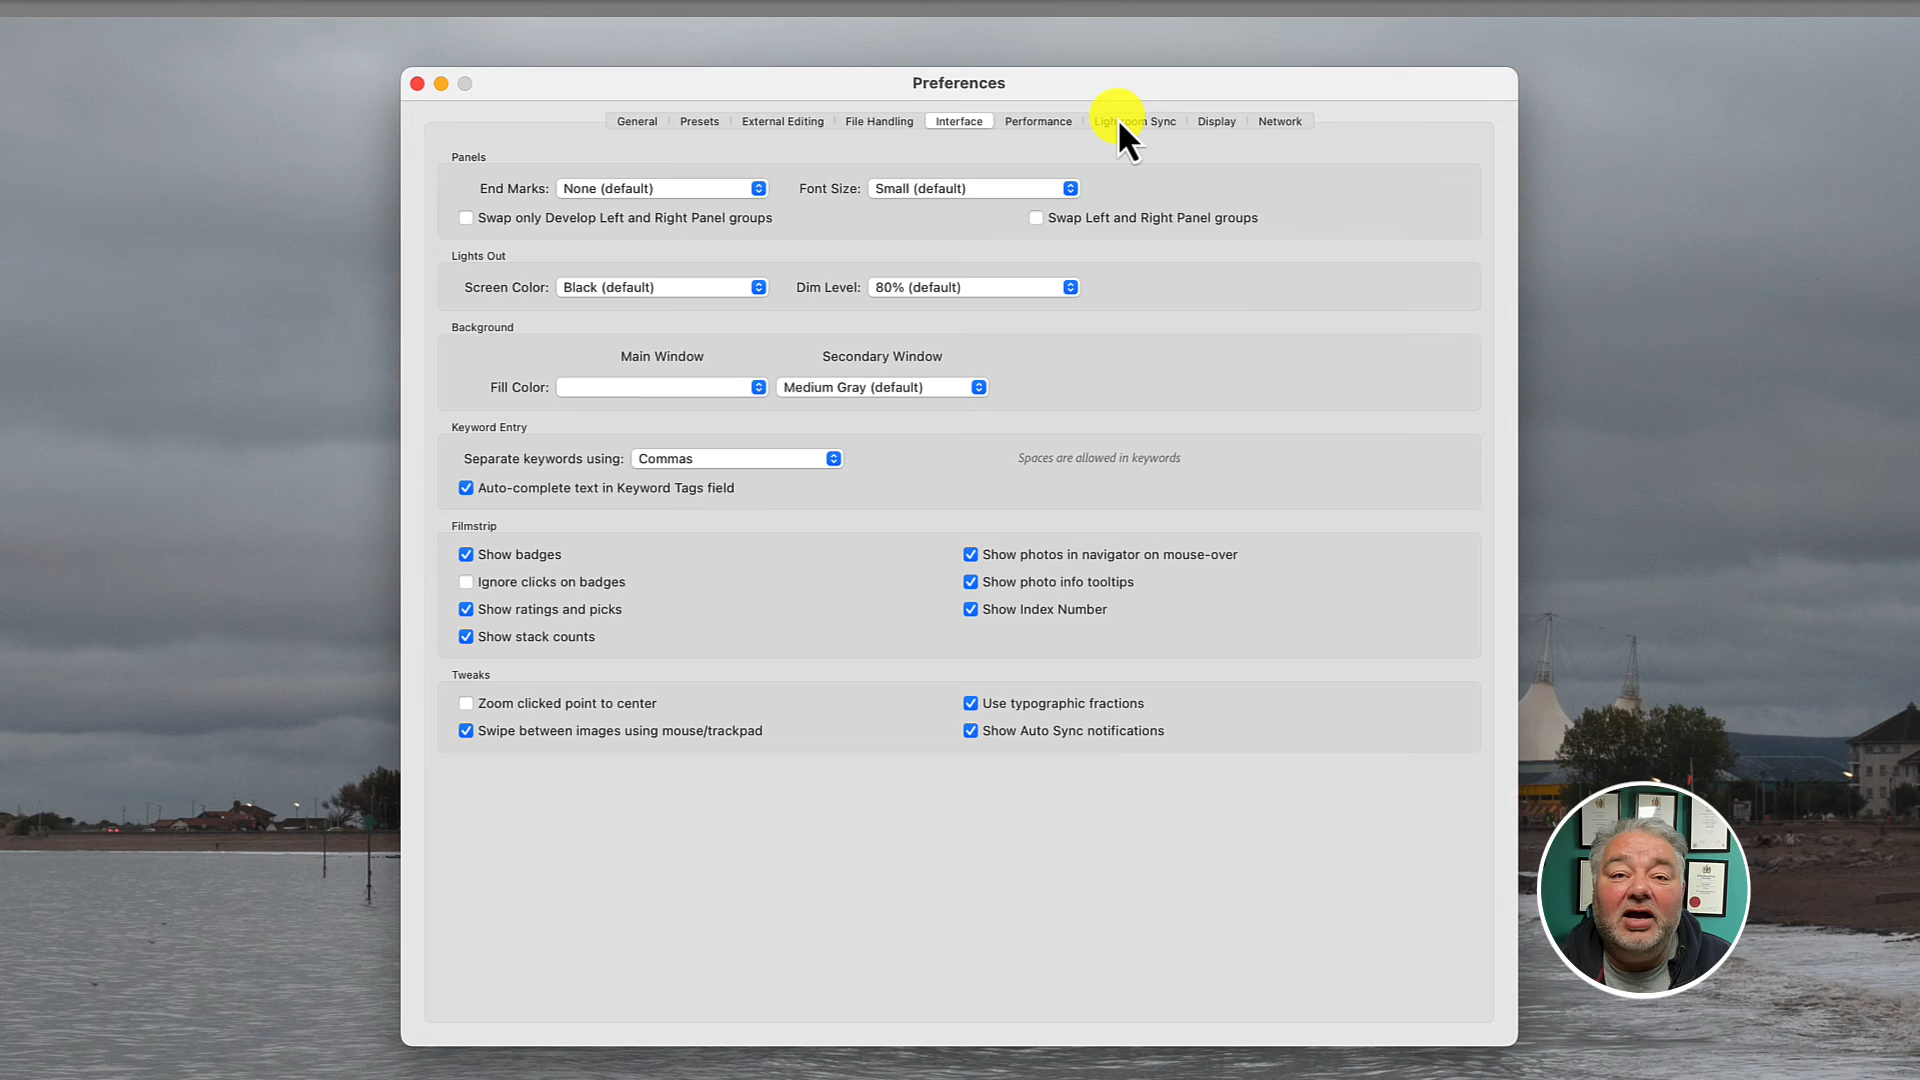 Preferences
General Presets External Editing File Handling Interface Performance Lightroom Sync Display Network
Panels
End Marks: None (default) Font Size: Small (default)
Swap only Develop Left and Right Panel groups Swap Left and Right Panel groups
Lights Out
Screen Color: Black (default) Dim Level: 80% (default)
Background
Main Window Secondary Window
Fill Color: Medium Gray (default)
Keyword Entry
Separate keywords using: Commas Spaces are allowed in keywords
Auto-complete text in Keyword Tags field
Filmstrip
Show badges Show photos in navigator on mouse-over
Ignore clicks on badges Show photo info tooltips
Show ratings and picks Show Index Number
Show stack counts
Tweaks
Zoom clicked point to center Use typographic fractions
Swipe between images using mouse/trackpad Show Auto Sync notifications